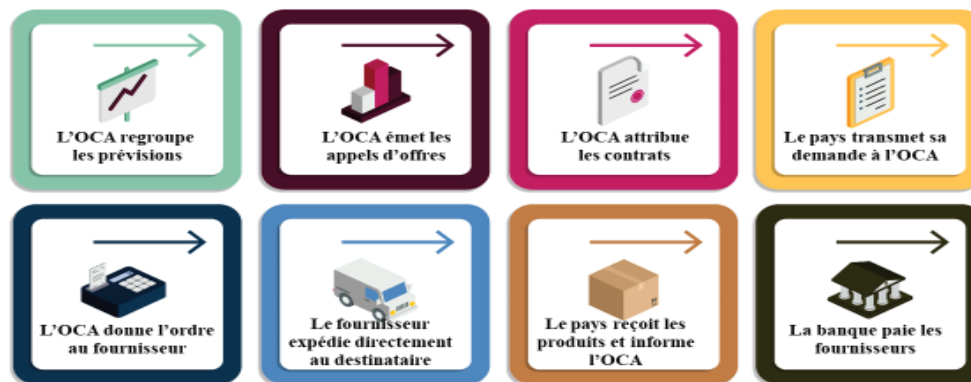 L'OCA regroupe
les prévisions
L'OCA émet les
appels d'offres
L'OCA attribue
les contrats
Le pays transmet sa
demande à l'OCA
L'OCA donne l'ordre
au fournisseur
Le fournisseur
expédie directement
au destinataire
Le pays reçoit les
produits et informe
l'OCA
La banque paie les
fournisseurs